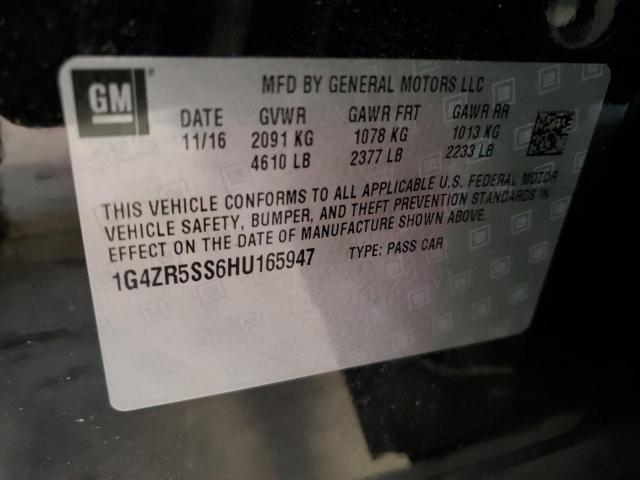 GM
MFD BY GENERAL MOTORS LLC
DATE GVWR GAWR FRT GAWR RR
11/16 2091 KG 1078 KG 1013 KG
4610 LB 2377 LB 2233 LB
THIS VEHICLE CONFORMS TO ALL APPLICABLE U.S. FEDERAL MOTOR
VEHICLE SAFETY, BUMPER, AND THEFT PREVENTION STANDARDS IN
EFFECT ON THE DATE OF MANUFACTURE SHOWN ABOVE.
1G4ZR5SS6HU165947 TYPE: PASS CAR